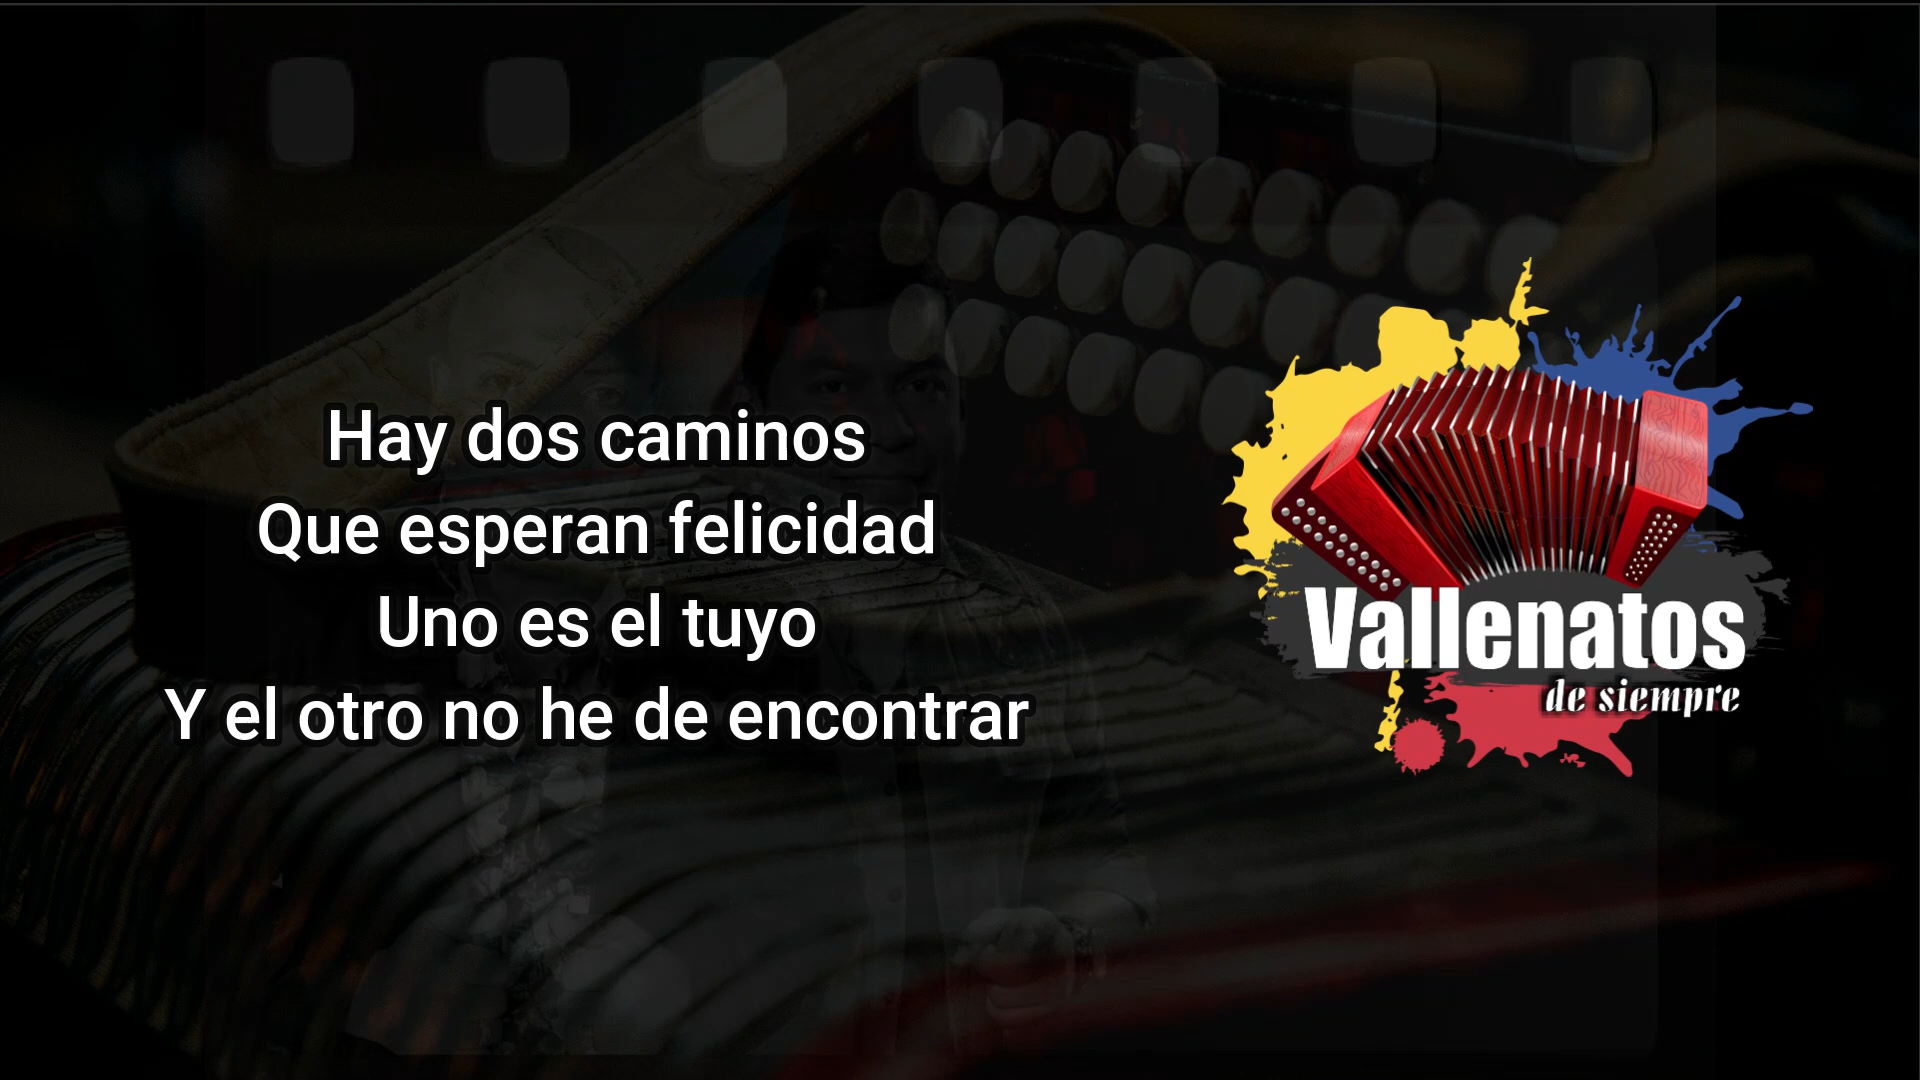 Hay dos caminos
Que esperan felicidad
Uno es el tuyo
Y el otro no he de encontrar
Vallenatos
de siempre